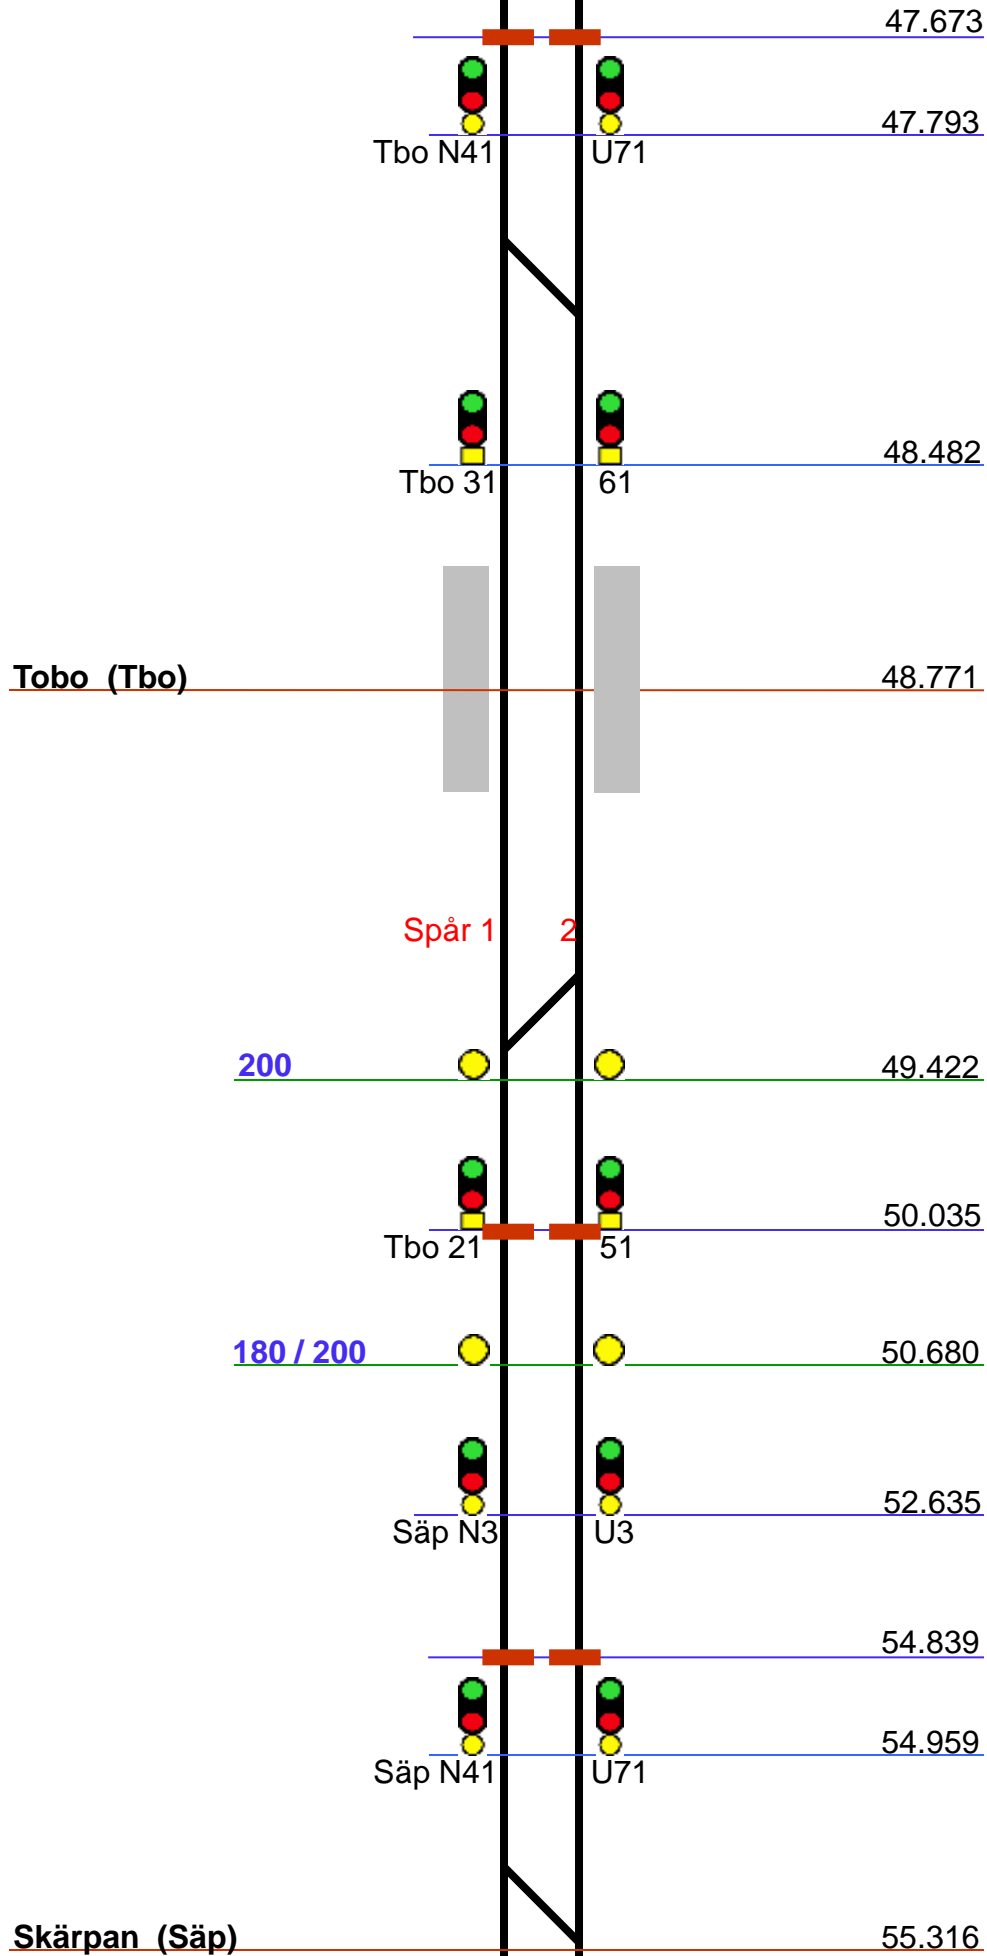 47.673
47.793
Tbo N41 U71
48.482
Tbo 31 61
Tobo (Tbo) 48.771
Spår 1 2
200 49.422
50.035
Tbo 21 51
180 / 200 50.680
52.635
Säp N3 U3
54.839
54.959
Säp N41 U71
Skärpan (Säp) 55.316